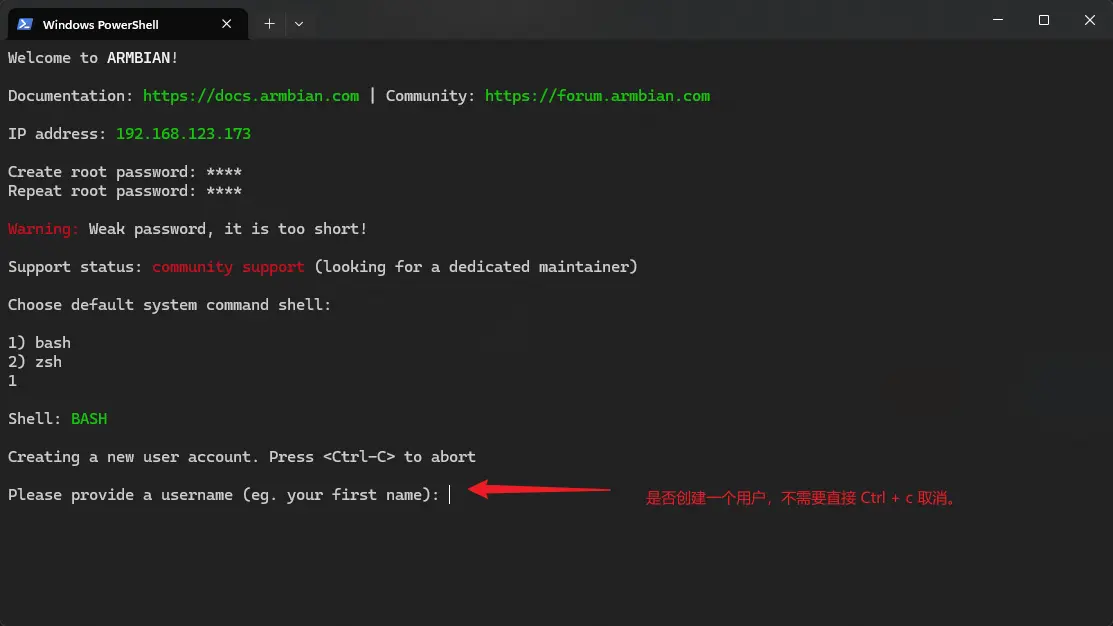 Windows PowerShell
Welcome to ARMBIAN!
Documentation: https://docs.armbian.com | Community: https://forum.armbian.com
IP address: 192.168.123.173
Create root password: ****
Repeat root password: ****
Warning: Weak password, it is too short!
Support status: community support (looking for a dedicated maintainer)
Choose default system command shell:
1) bash
2) zsh
1
Shell: BASH
Creating a new user account. Press <Ctrl-C> to abort
Please provide a username (eg. your first name):
是否创建一个用户，不需要直接 Ctrl + c 取消。